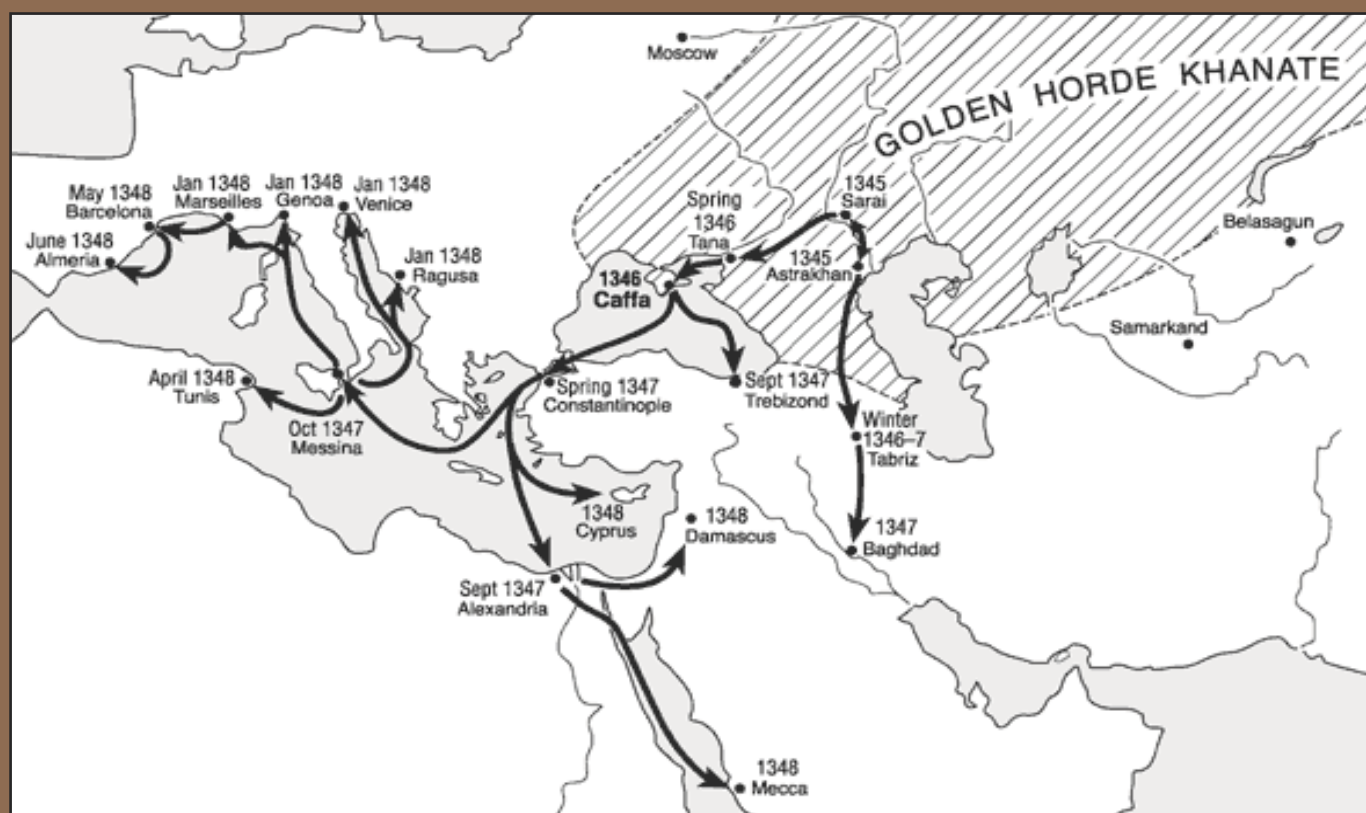 Moscow
GOLDEN HORDE KHANATE
May 1348
Barcelona
Jan 1348
Marseilles
Jan 1348
Genoa
Jan 1348
Venice
June 1348
Almeria
Jan 1348
Ragusa
Spring
1346
Tana
1345
Sarai
1345
Astrakhan
Belasagun
1346
Caffa
Samarkand
April 1348
Tunis
Oct 1347
Messina
Spring 1347
Constantinople
Sept 1347
Trebizond
Winter
1346–7
Tabriz
1348
Cyprus
1348
Damascus
1347
Baghdad
Sept 1347
Alexandria
1348
Mecca